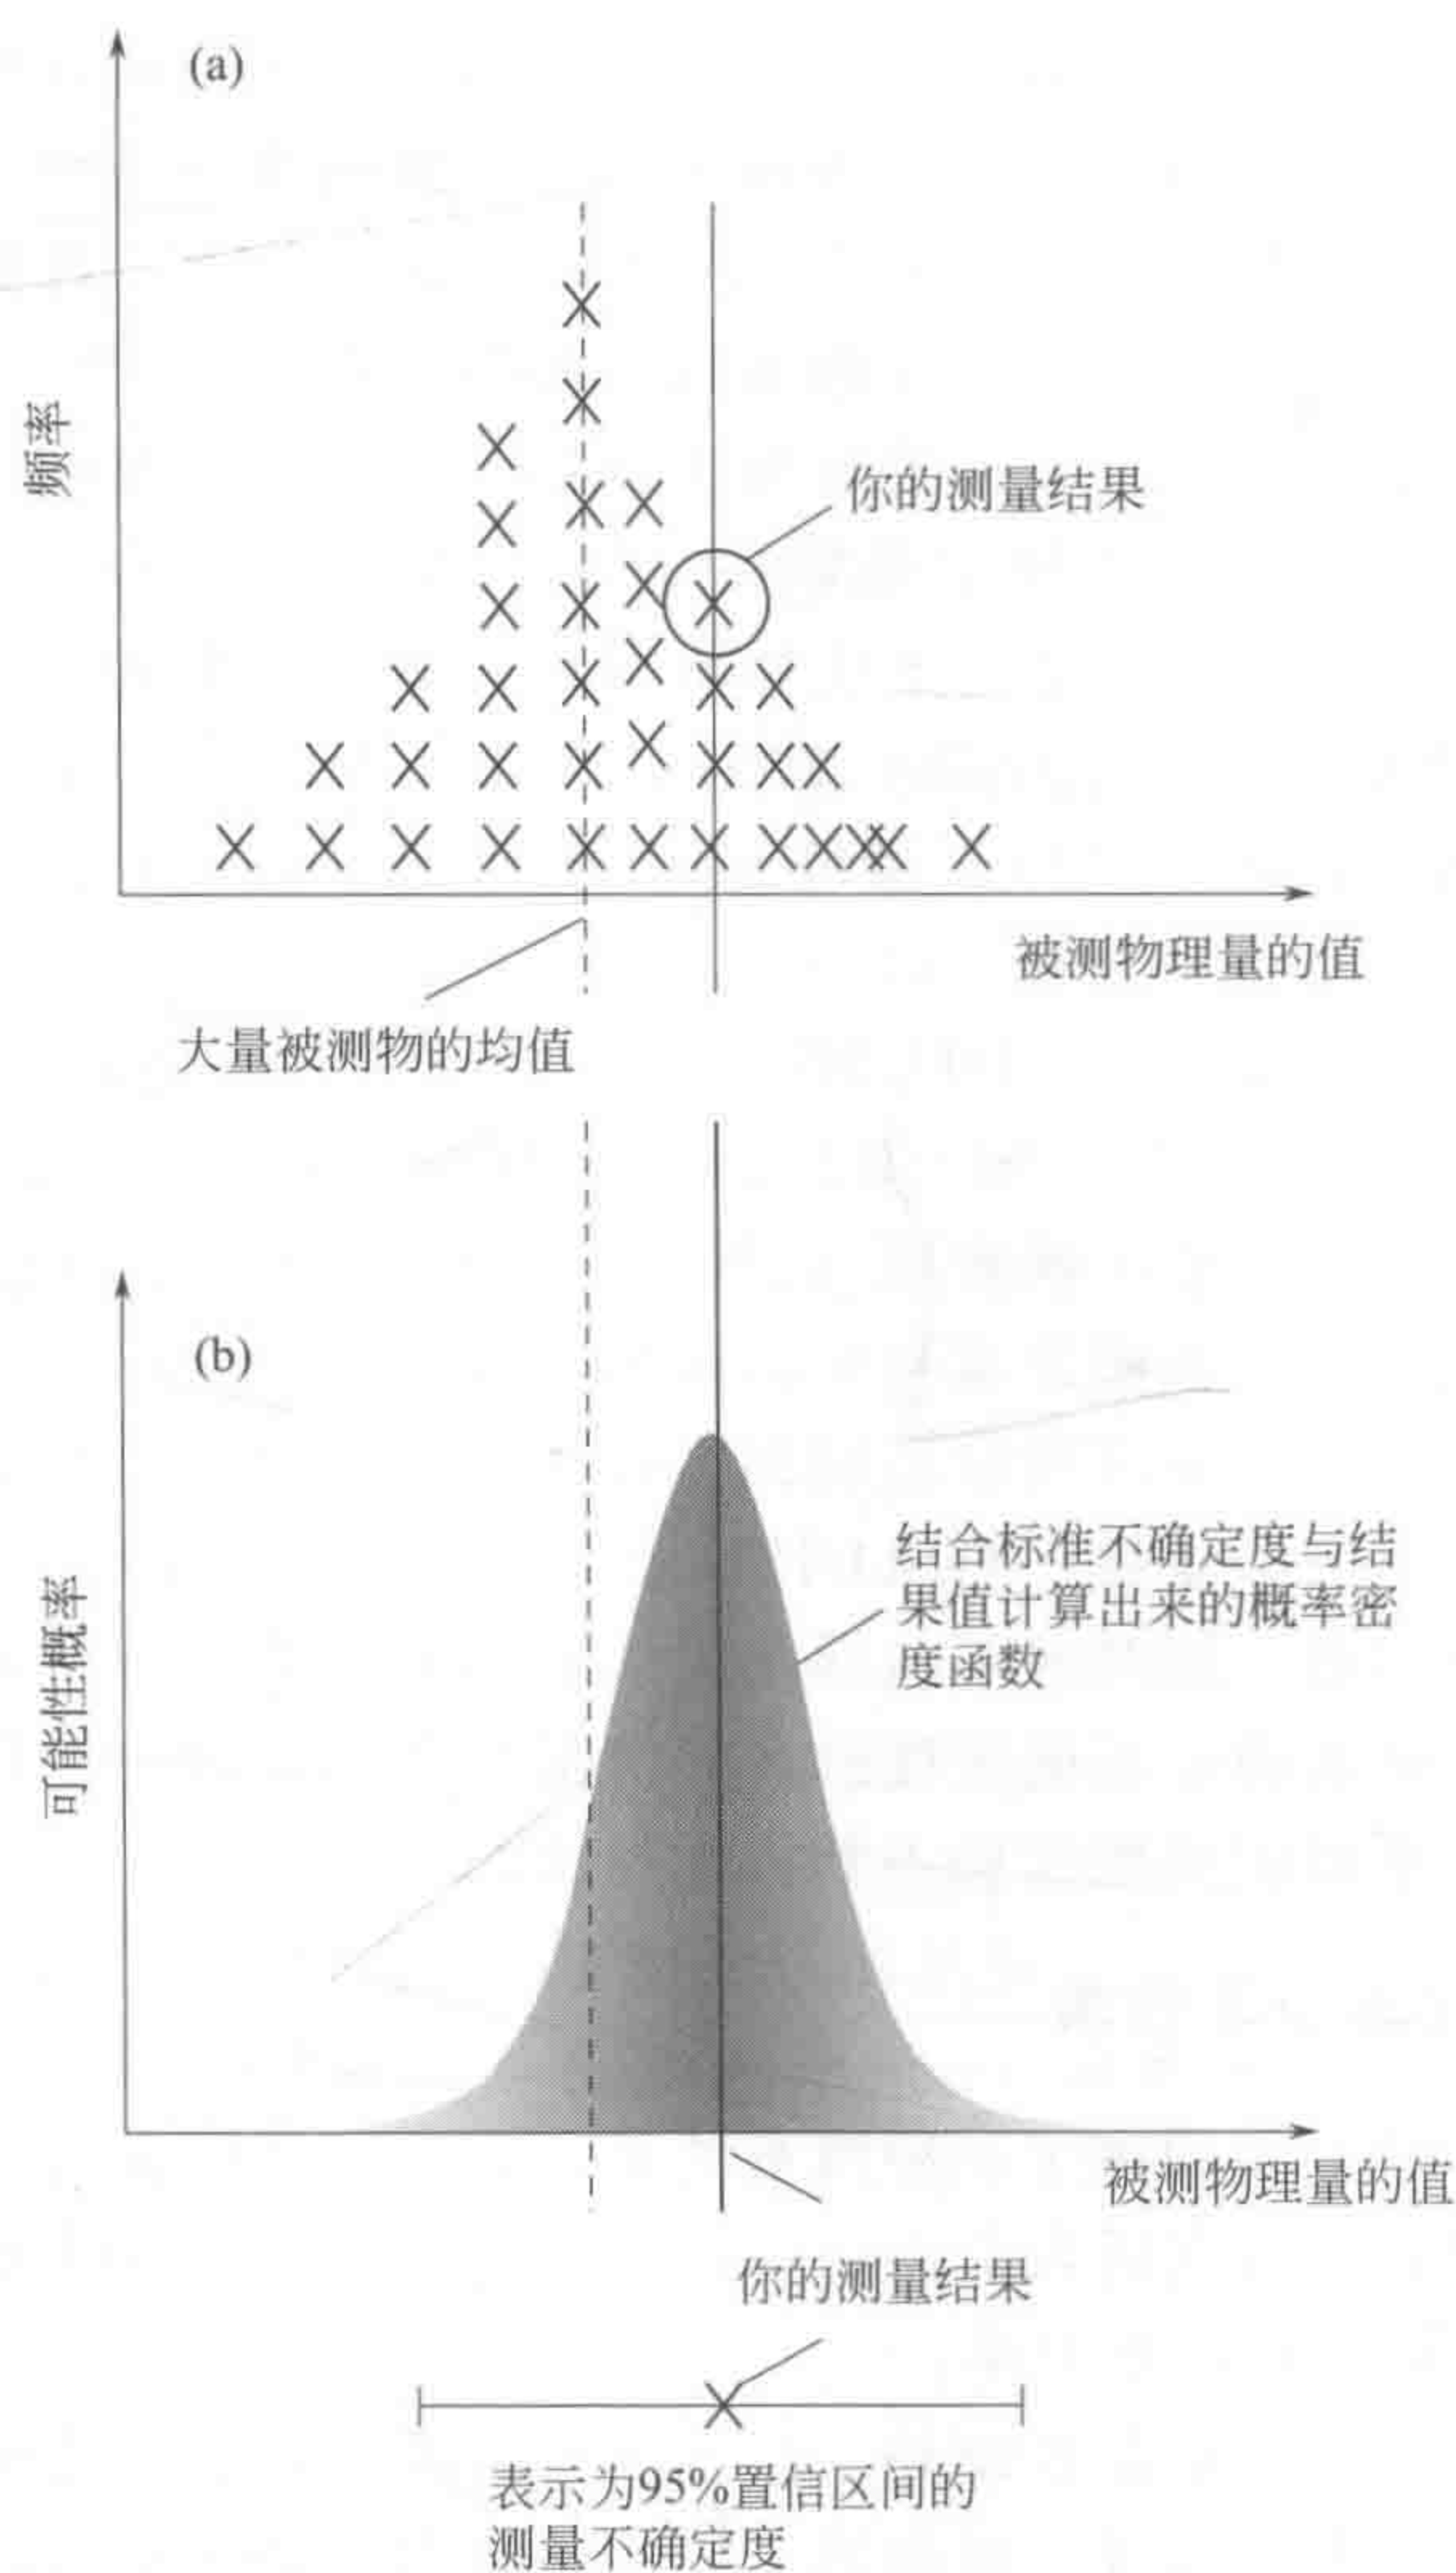 (a)
频率
你的测量结果
被测物理量的值
大量被测物的均值
(b)
可能性概率
结合标准不确定度与结
果值计算出来的概率密
度函数
被测物理量的值
你的测量结果
表示为95%置信区间的
测量不确定度